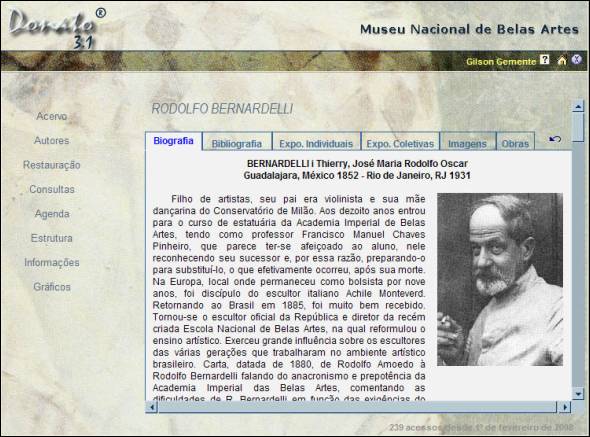 Donato ®
3.1
Museu Nacional de Belas Artes
Gilson Gemente ? X
Acervo
Autores
Restauração
Consultas
Agenda
Estrutura
Informações
Gráficos
RODOLFO BERNARDELLI
Biografia Bibliografia Expo. Individuais Expo. Coletivas Imagens Obras
BERNARDELLI i Thierry, José Maria Rodolfo Oscar
Guadalajara, México 1852 - Rio de Janeiro, RJ 1931
Filho de artistas, seu pai era violinista e sua mãe
dançarina do Conservatório de Milão. Aos dezoito anos entrou
para o curso de estatuária da Academia Imperial de Belas
Artes, tendo como professor Francisco Manuel Chaves
Pinheiro, que parece ter-se afeiçoado ao aluno, nele
reconhecendo seu sucessor e, por essa razão, preparando-o
para substituí-lo, o que efetivamente ocorreu, após sua morte.
Na Europa, local onde permaneceu como bolsista por nove
anos, foi discípulo do escultor italiano Achile Monteverd.
Retornando ao Brasil em 1885, foi muito bem recebido.
Tornou-se o escultor oficial da República e diretor da recém
criada Escola Nacional de Belas Artes, na qual reformulou o
ensino artístico. Exerceu grande influência sobre os escultores
das várias gerações que trabalharam no ambiente artístico
brasileiro. Carta, datada de 1880, de Rodolfo Amoedo à
Rodolfo Bernardelli falando do anacronismo e prepotência da
Academia Imperial das Belas Artes, comentando as
dificuldades de R. Bernardelli em função das exigências do
239 acessos desde 1º de fevereiro de 2008